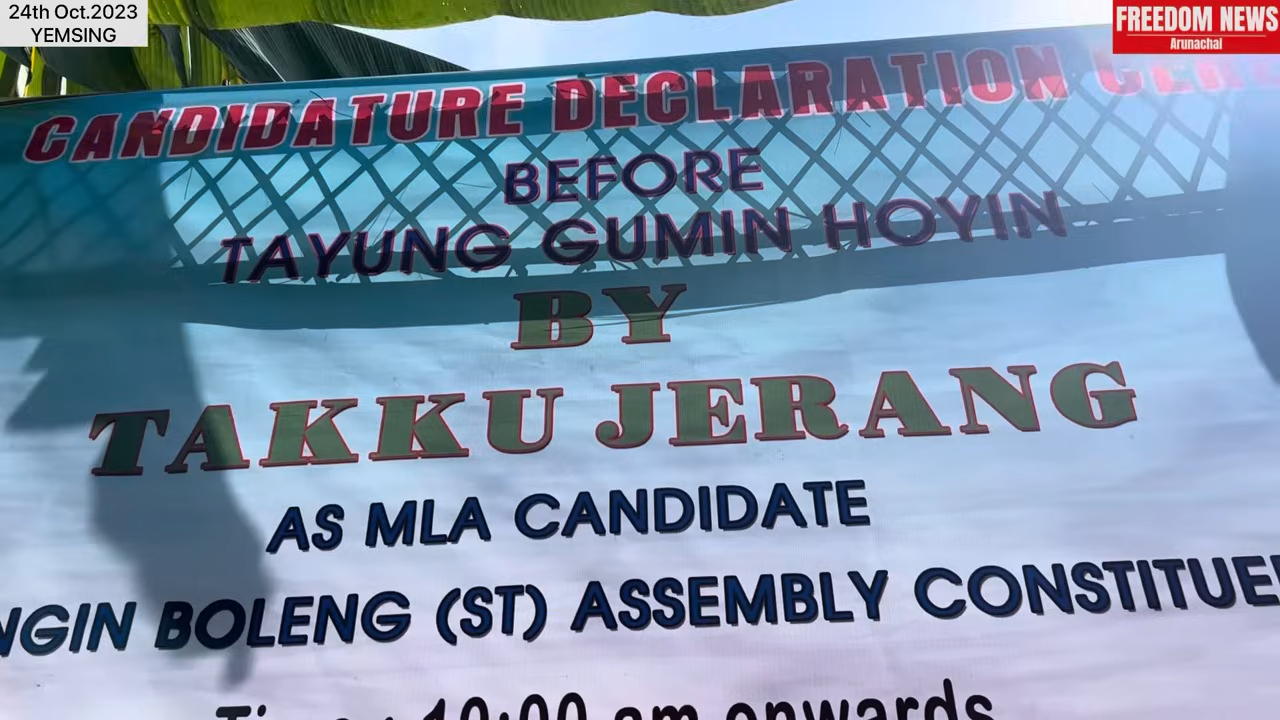 24th Oct.2023
YEMSING
FREEDOM NEWS
Arunachal
CANDIDATURE DECLARATION
BEFORE
TAYUNG GUMIN HOYIN
BY
TAKKU JERANG
AS MLA CANDIDATE
NGIN BOLENG (ST) ASSEMBLY CONSTITUE
Time : 10:00 am onwards